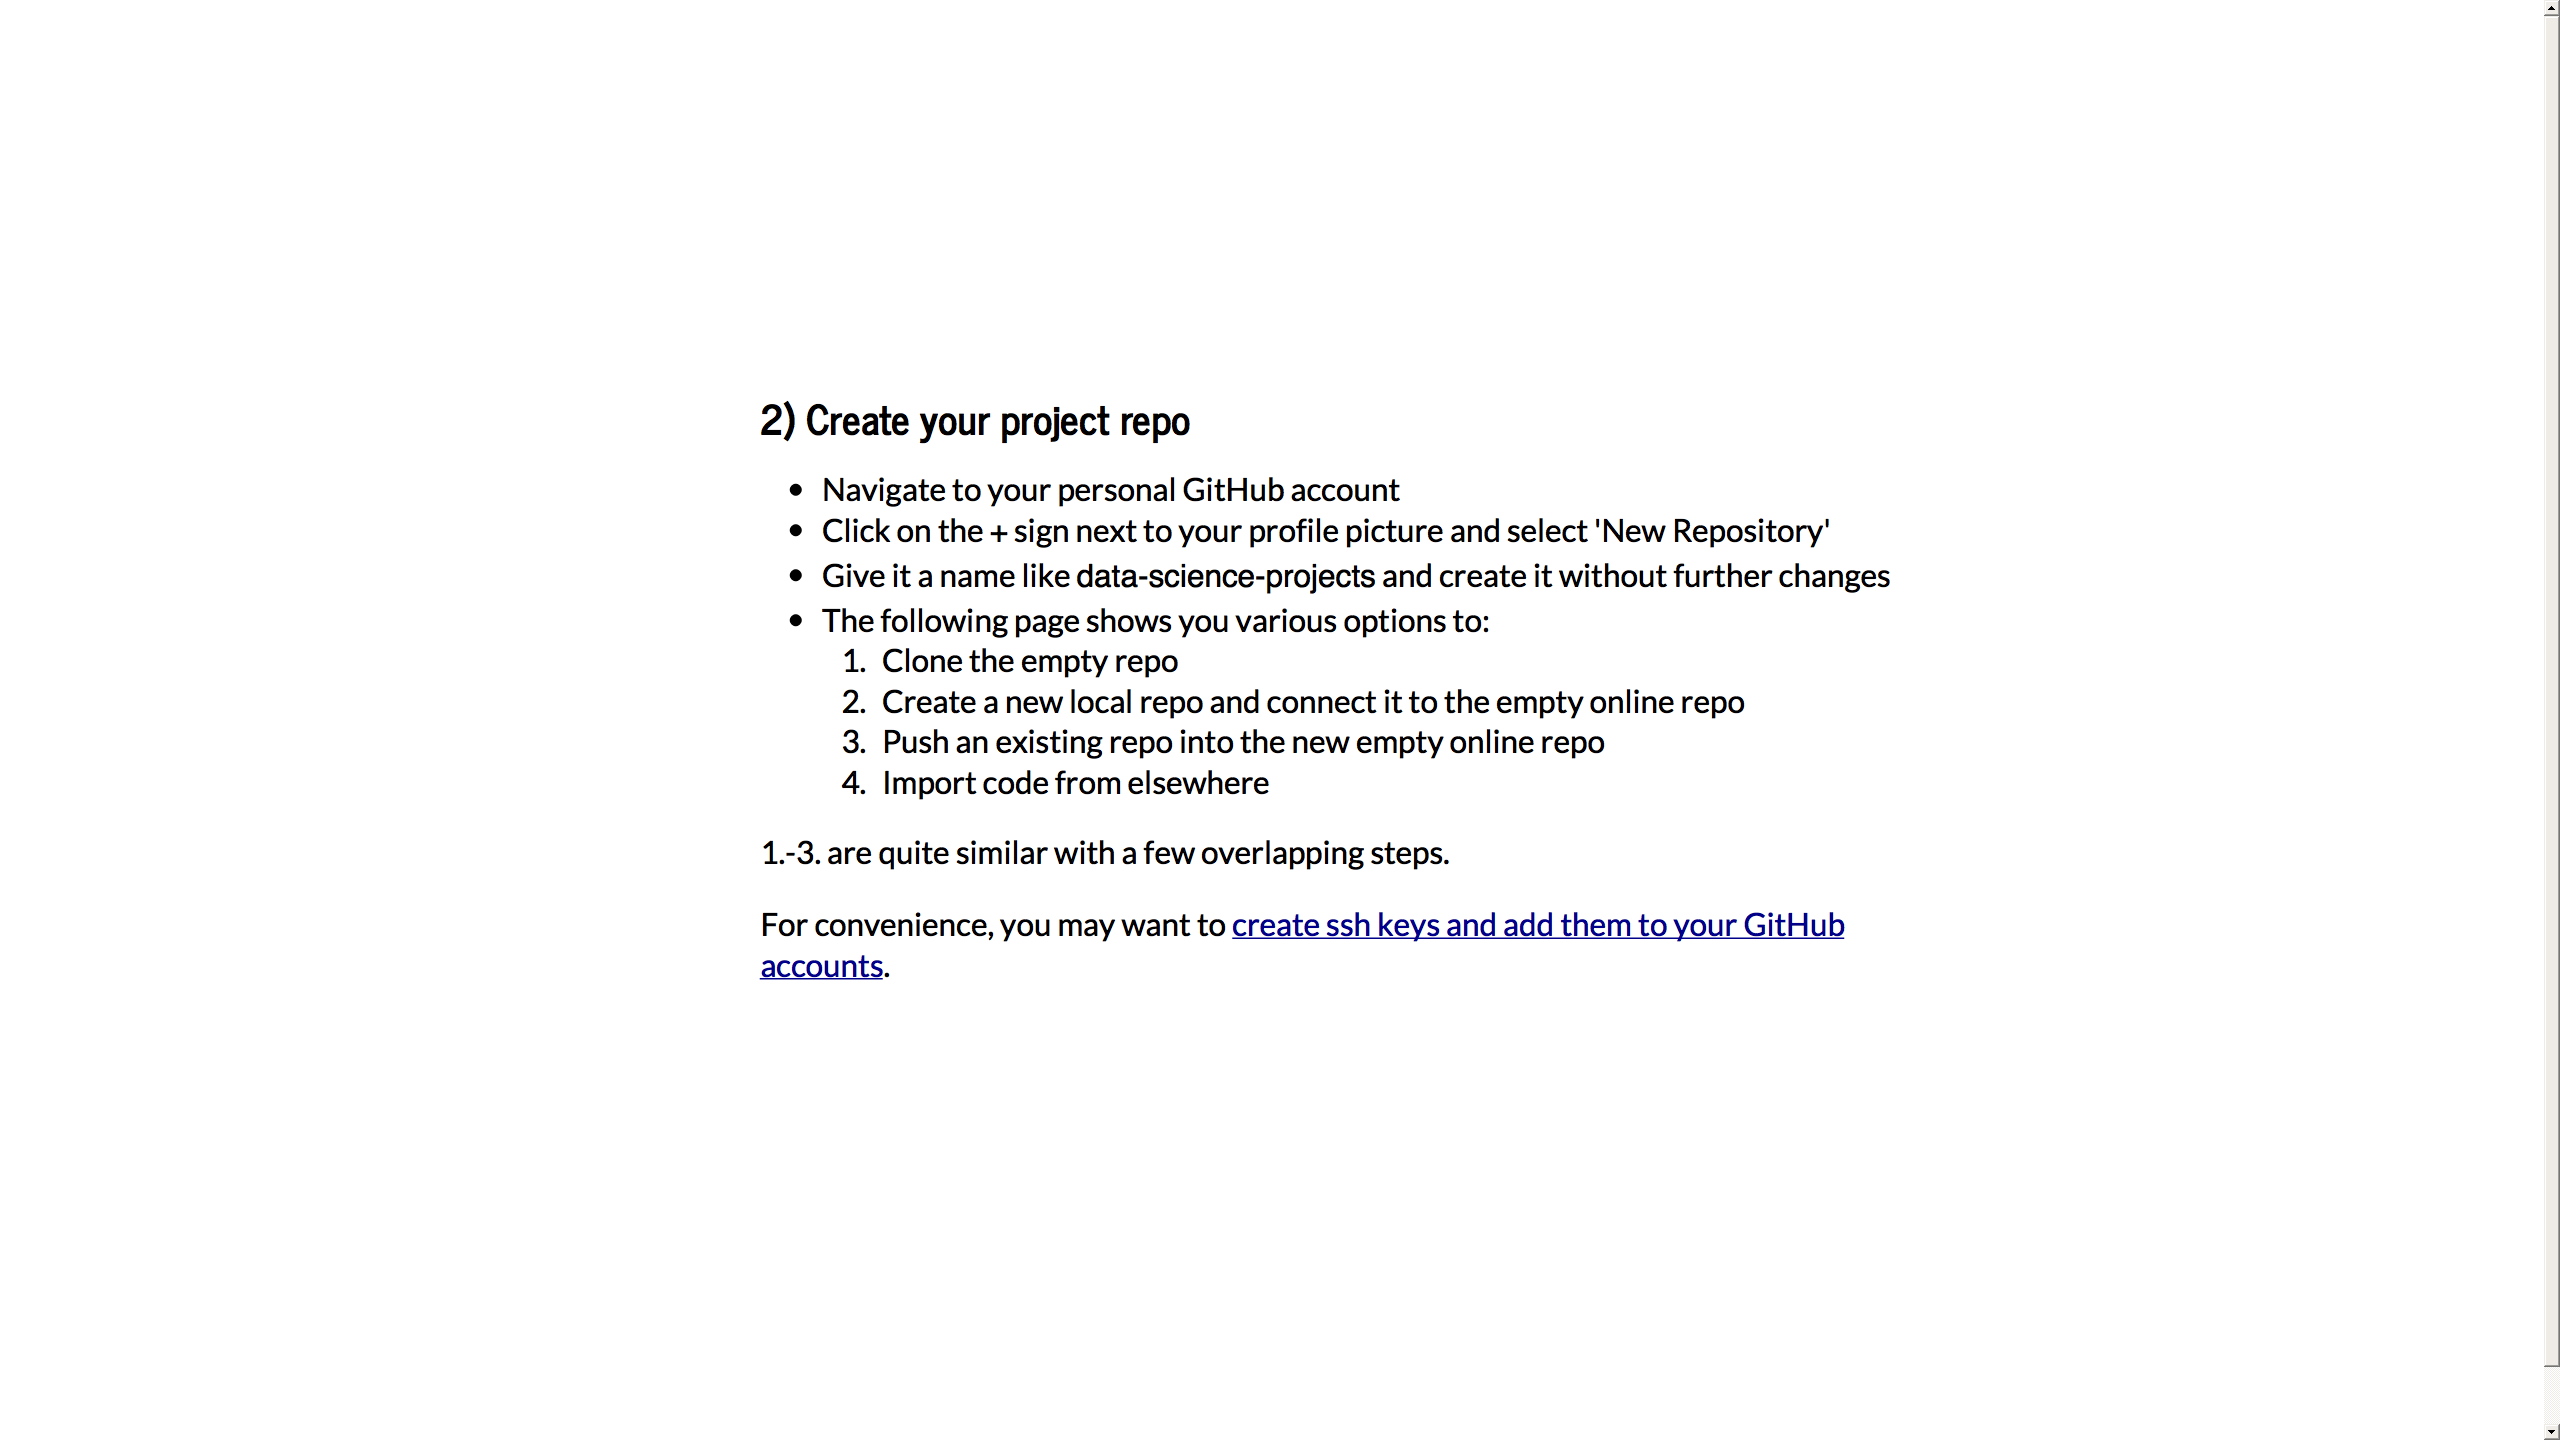 2) Create your project repo
• Navigate to your personal GitHub account
• Click on the + sign next to your profile picture and select 'New Repository'
• Give it a name like data-science-projects and create it without further changes
• The following page shows you various options to:
1. Clone the empty repo
2. Create a new local repo and connect it to the empty online repo
3. Push an existing repo into the new empty online repo
4. Import code from elsewhere
1.-3. are quite similar with a few overlapping steps.
For convenience, you may want to create ssh keys and add them to your GitHub
accounts.